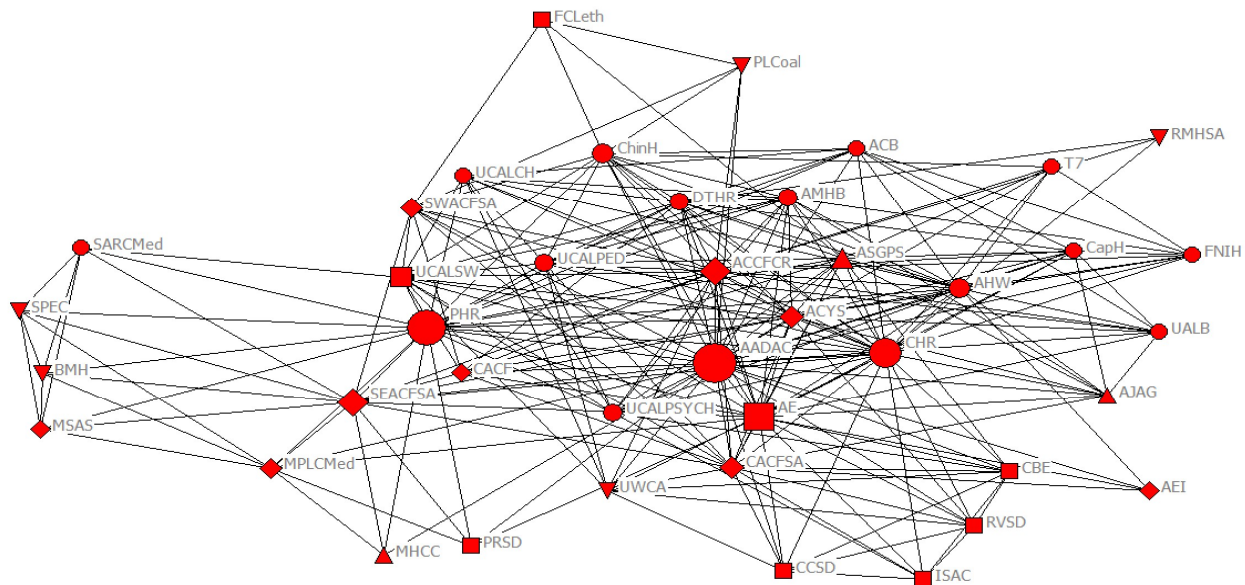 FCLeth
PLCoal
RMHSA
ChinH
ACB
T7
UCALCH
DTHR
AMHB
SWACFSA
SARCMed
UCALPED
ACCFCR
ASGPS
CapH
FNIH
UCALSW
AHW
SPEC
PHR
ACYS
UALB
AADAC
CHR
BMH
CACF
SEACFSA
UCALPSYCH
AE
AJAG
MSAS
MPLCMed
CACFSA
CBE
UWCA
AEI
RVSD
MHCC
PRSD
CCSD
ISAC